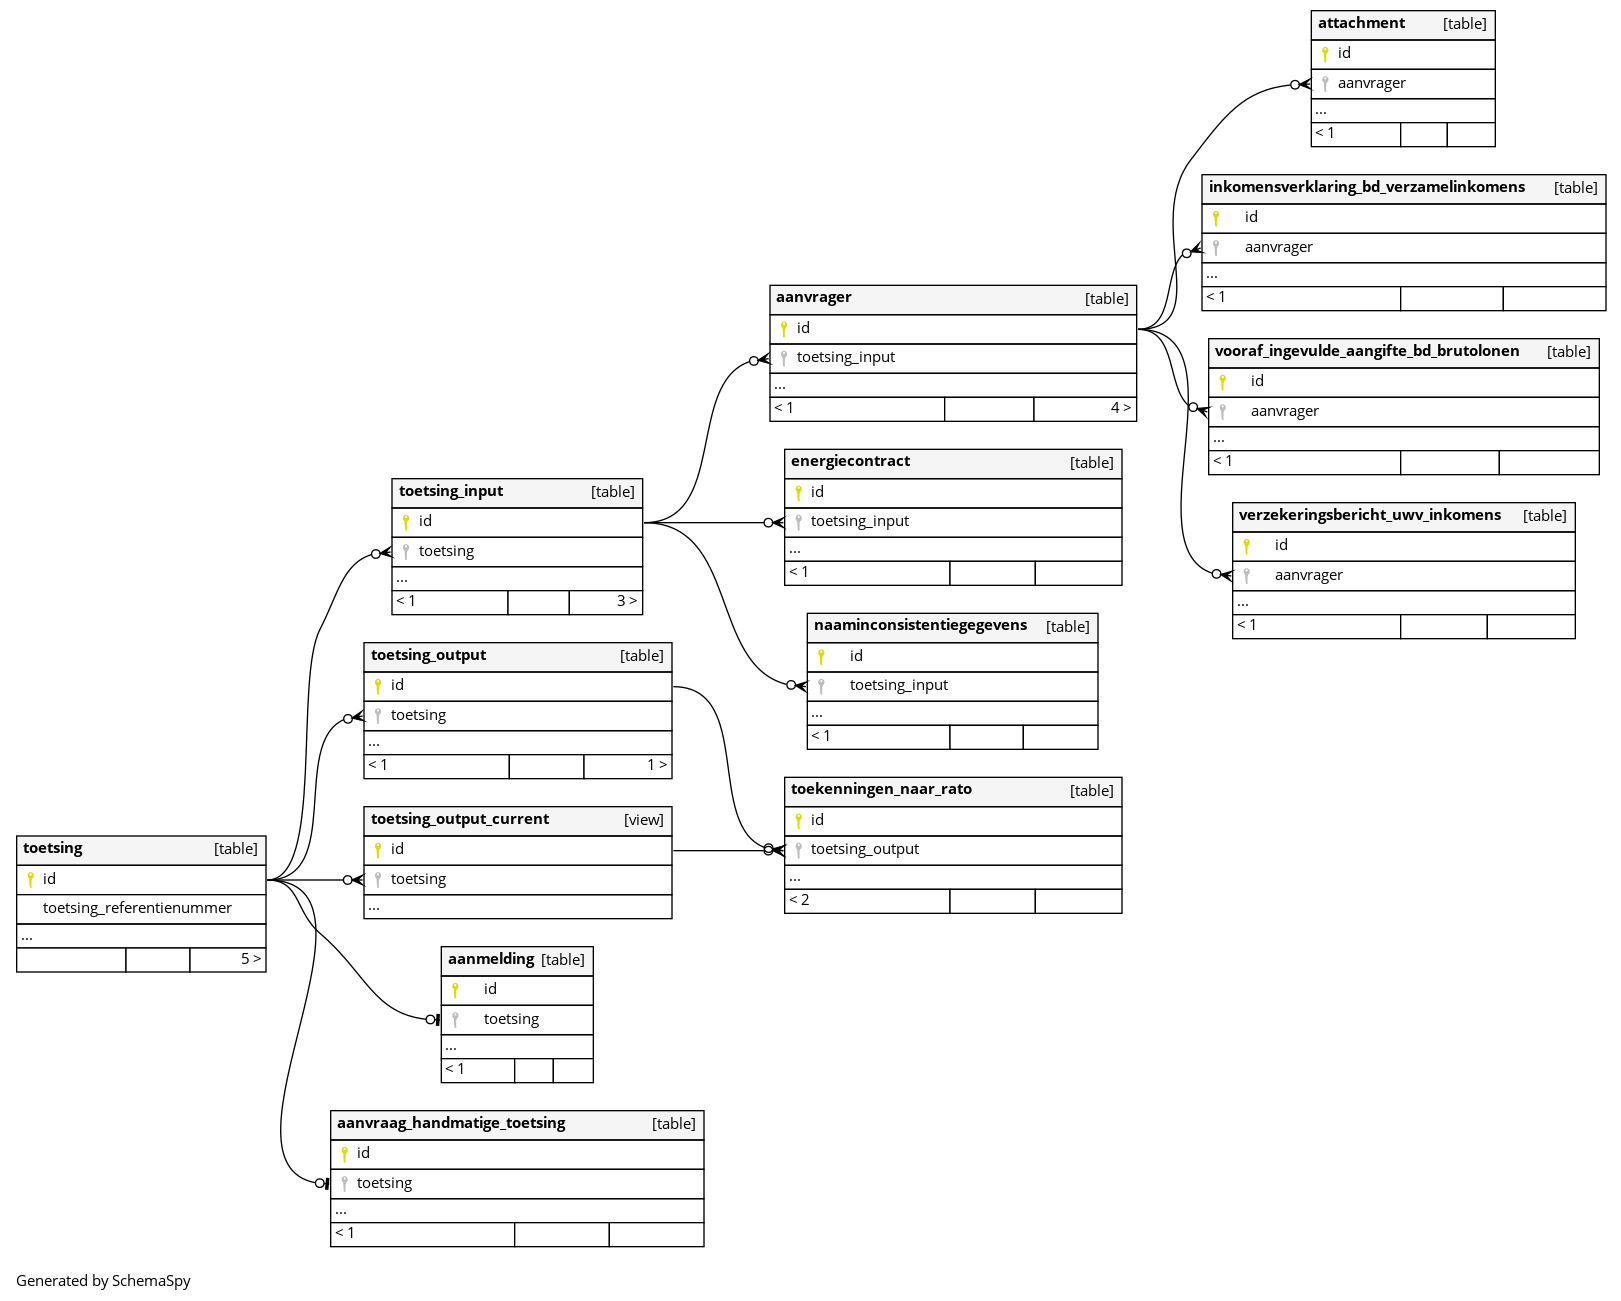 attachment [table]
id
aanvrager
...
< 1
inkomensverklaring_bd_verzamelinkomens [table]
id
aanvrager
...
< 1
aanvrager [table]
id
toetsing_input
...
< 1 4 >
vooraf_ingevulde_aangifte_bd_brutolonen [table]
id
aanvrager
...
< 1
energiecontract [table]
id
toetsing_input
...
< 1
toetsing_input [table]
id
toetsing
...
< 1 3 >
verzekeringsbericht_uwv_inkomens [table]
id
aanvrager
...
< 1
naaminconsistentiegegevens [table]
id
toetsing_input
...
< 1
toetsing_output [table]
id
toetsing
...
< 1 1 >
toekenningen_naar_rato [table]
id
toetsing_output
...
< 2
toetsing_output_current [view]
id
toetsing
...
toetsing [table]
id
toetsing_referentienummer
...
5 >
aanmelding [table]
id
toetsing
...
< 1
aanvraag_handmatige_toetsing [table]
id
toetsing
...
< 1
Generated by SchemaSpy